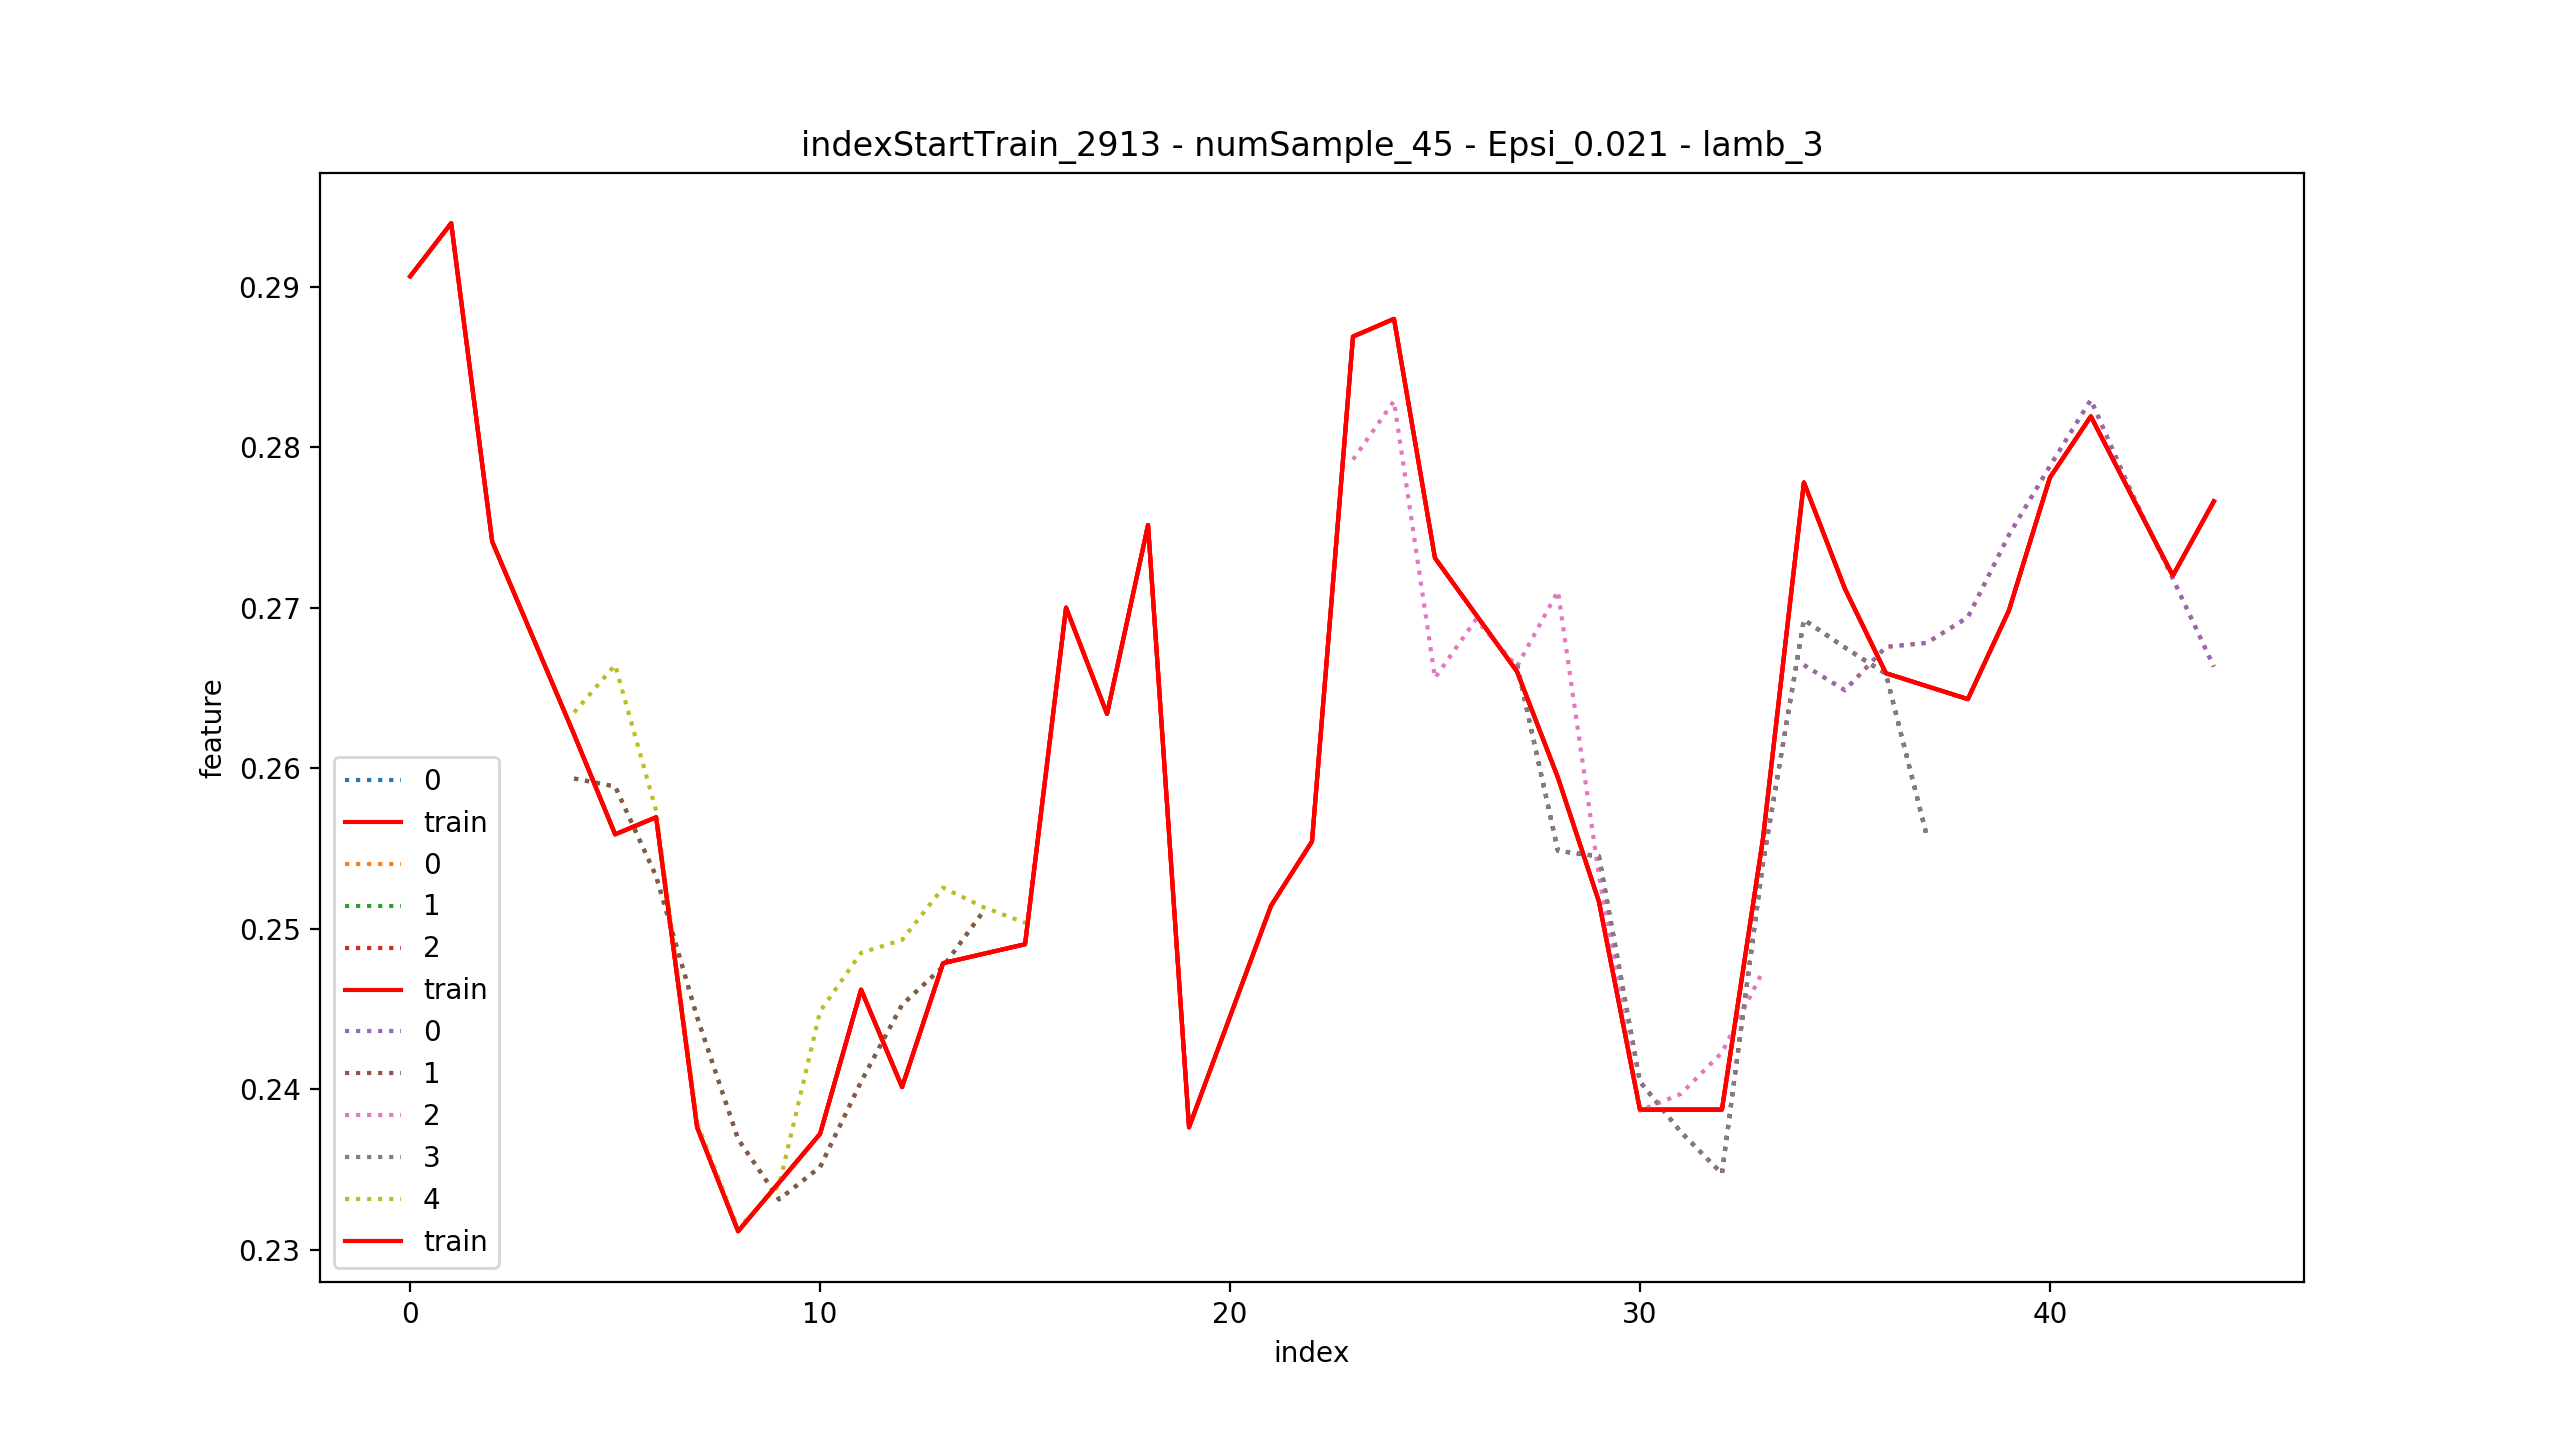 indexStartTrain_2913 - numSample_45 - Epsi_0.021 - lamb_3
feature
0.29
0.28
0.27
0.26
0.25
0.24
0.23
0
train
0
1
2
train
0
1
2
3
4
train
0 10 20 30 40
index